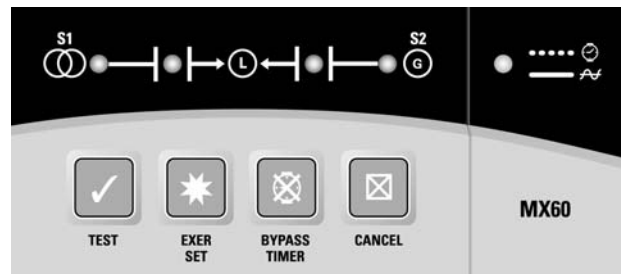 S1
S2
L
G
TEST
EXER
SET
BYPASS
TIMER
CANCEL
MX60